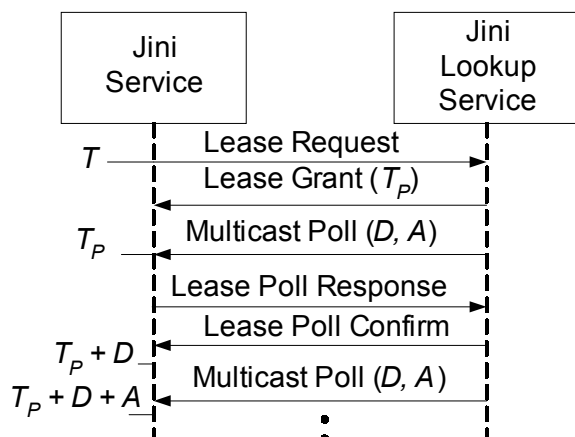 Jini
Service
Jini
Lookup
Service
T
Lease Request
Lease Grant (T_P)
T_P
Multicast Poll (D, A)
Lease Poll Response
Lease Poll Confirm
T_P + D
Multicast Poll (D, A)
T_P + D + A